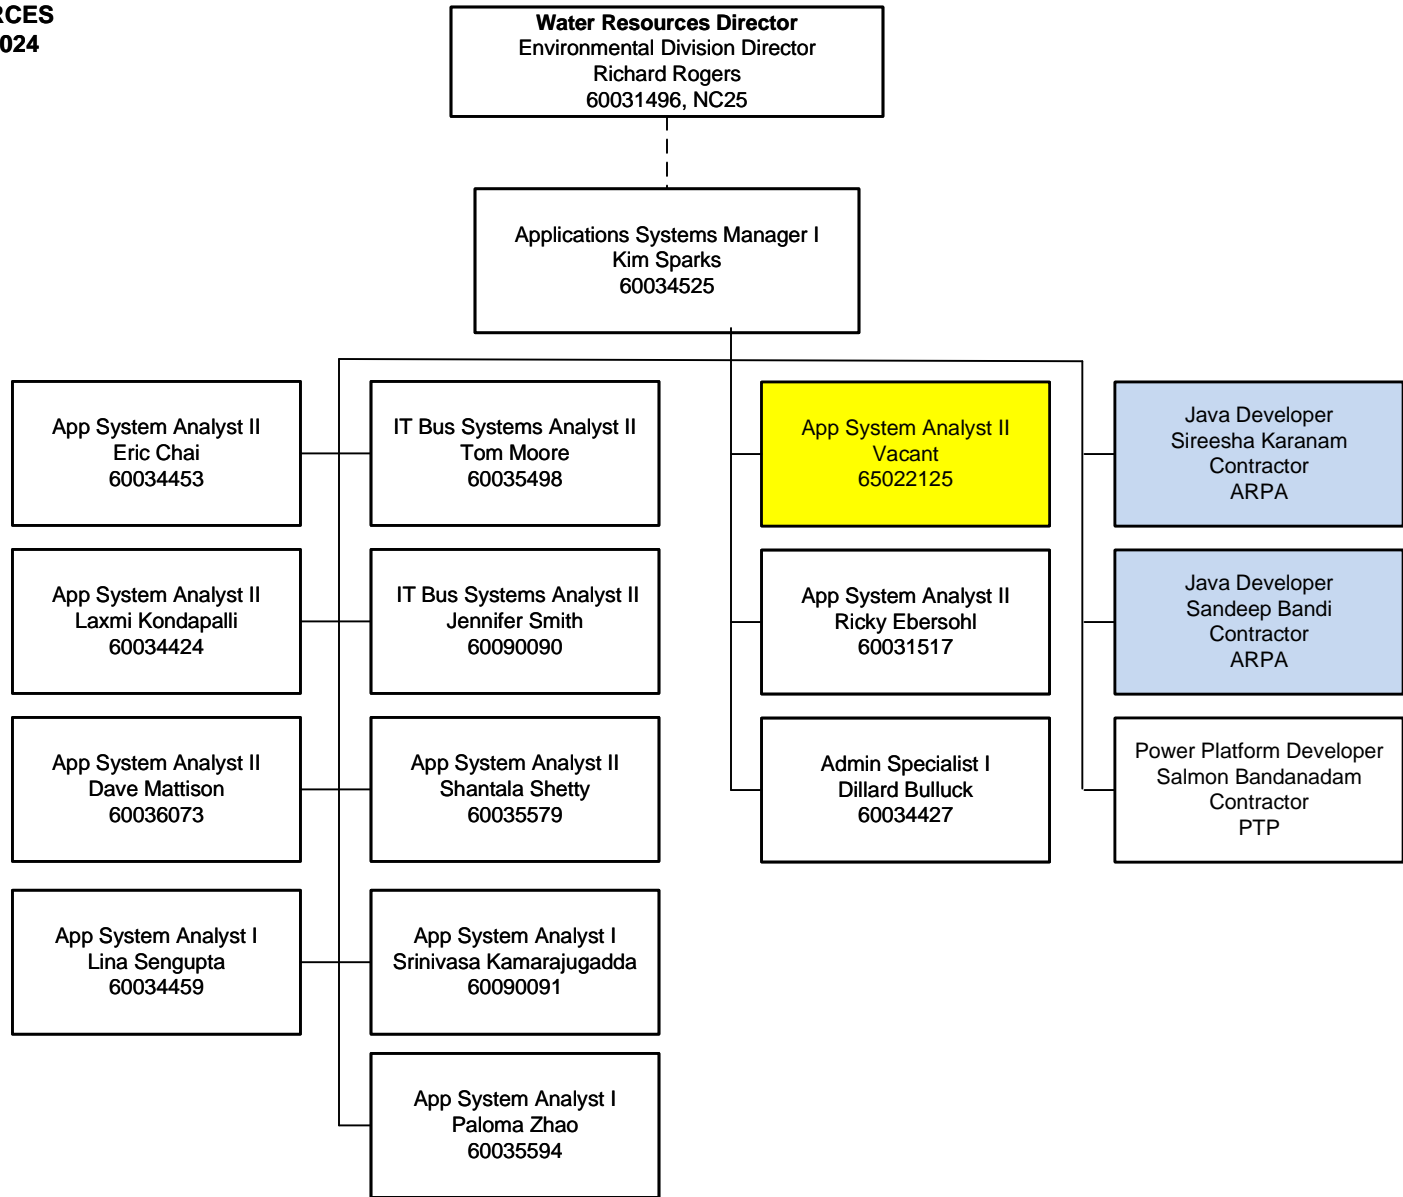 RCES
024
Water Resources Director
Environmental Division Director
Richard Rogers
60031496, NC25
Applications Systems Manager I
Kim Sparks
60034525
App System Analyst II
Eric Chai
60034453
IT Bus Systems Analyst II
Tom Moore
60035498
App System Analyst II
Vacant
65022125
Java Developer
Sireesha Karanam
Contractor
ARPA
App System Analyst II
Laxmi Kondapalli
60034424
IT Bus Systems Analyst II
Jennifer Smith
60090090
App System Analyst II
Ricky Ebersohl
60031517
Java Developer
Sandeep Bandi
Contractor
ARPA
App System Analyst II
Dave Mattison
60036073
App System Analyst II
Shantala Shetty
60035579
Admin Specialist I
Dillard Bulluck
60034427
Power Platform Developer
Salmon Bandanadam
Contractor
PTP
App System Analyst I
Lina Sengupta
60034459
App System Analyst I
Srinivasa Kamarajugadda
60090091
App System Analyst I
Paloma Zhao
60035594